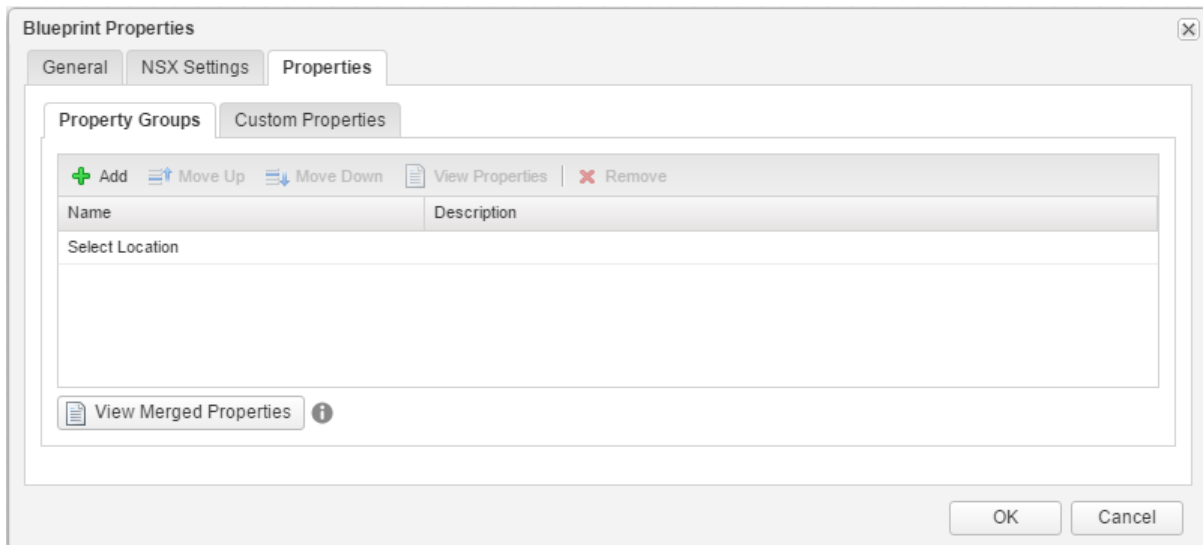 Blueprint Properties
General NSX Settings Properties
Property Groups Custom Properties
Add Move Up Move Down View Properties Remove
Name Description
Select Location
View Merged Properties
OK Cancel